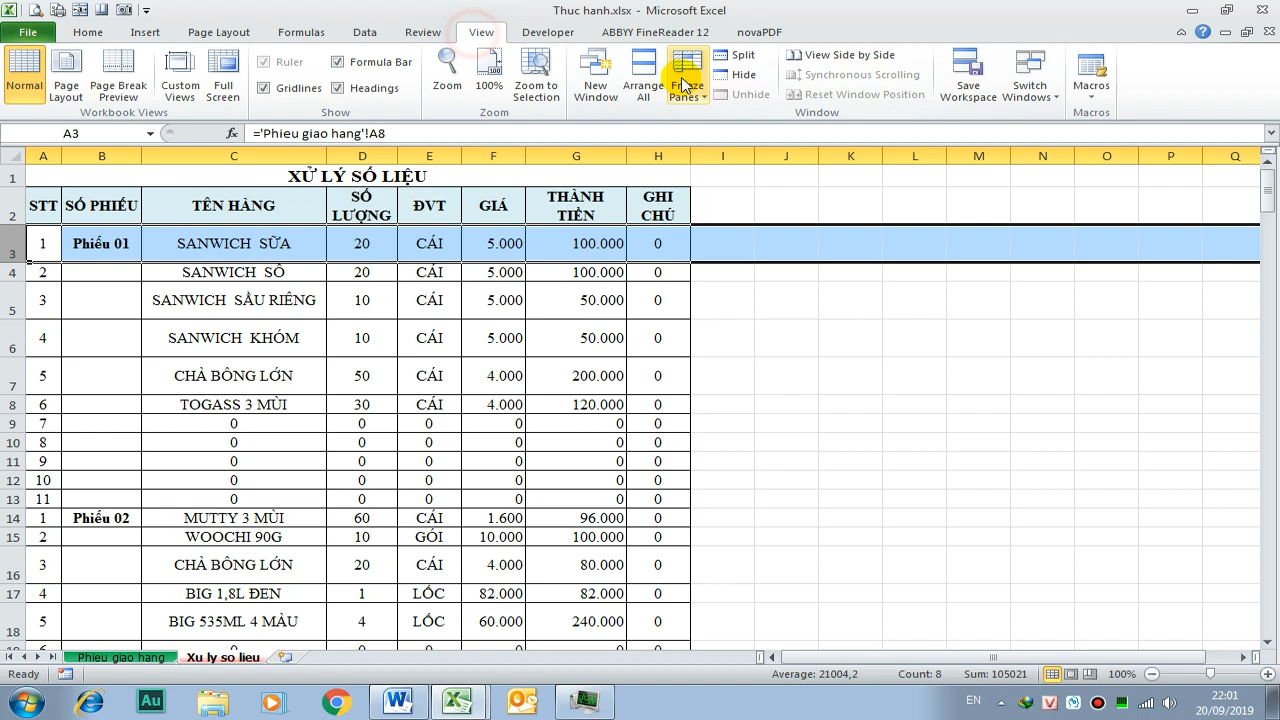 Thuc hanh.xlsx - Microsoft Excel
File Home Insert Page Layout Formulas Data Review View Developer ABBYY FineReader 12 novaPDF
Normal Page Layout Page Break Preview Custom Views Full Screen
Workbook Views
Ruler Formula Bar
Gridlines Headings
Show
Zoom 100% Zoom to Selection
Zoom
New Window Arrange All Freeze Panes
Split View Side by Side
Hide Synchronous Scrolling
Unhide Reset Window Position
Save Workspace Switch Windows
Window
Macros
Macros
A3 fx ='Phieu giao hang'!A8
A B C D E F G H I J K L M N O P Q
1 XỬ LÝ SỐ LIỆU
2 STT SỐ PHIẾU TÊN HÀNG SỐ LƯỢNG ĐVT GIÁ THÀNH TIỀN GHI CHÚ
3 1 Phiếu 01 SANWICH SỮA 20 CÁI 5.000 100.000 0
4 2 SANWICH SÔ 20 CÁI 5.000 100.000 0
5 3 SANWICH SẦU RIÊNG 10 CÁI 5.000 50.000 0
6 4 SANWICH KHÓM 10 CÁI 5.000 50.000 0
7 5 CHÀ BÔNG LỚN 50 CÁI 4.000 200.000 0
8 6 TOGASS 3 MÙI 30 CÁI 4.000 120.000 0
9 7 0 0 0 0 0 0
10 8 0 0 0 0 0 0
11 9 0 0 0 0 0 0
12 10 0 0 0 0 0 0
13 11 0 0 0 0 0 0
14 1 Phiếu 02 MUTTY 3 MÙI 60 CÁI 1.600 96.000 0
15 2 WOOCHI 90G 10 GÓI 10.000 100.000 0
16 3 CHÀ BÔNG LỚN 20 CÁI 4.000 80.000 0
17 4 BIG 1,8L ĐEN 1 LỐC 82.000 82.000 0
18 5 BIG 535ML 4 MÀU 4 LỐC 60.000 240.000 0
Phieu giao hang Xu ly so lieu
Ready Average: 21004,2 Count: 8 Sum: 105021 100%
EN 22:01
20/09/2019